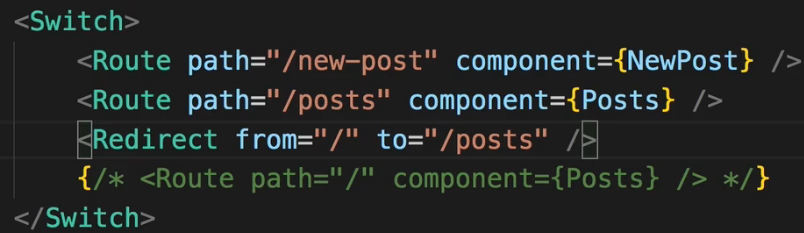 <Switch>
<Route path="/new-post" component={NewPost} />
<Route path="/posts" component={Posts} />
<Redirect from="/" to="/posts" />
{/* <Route path="/" component={Posts} /> */}
</Switch>